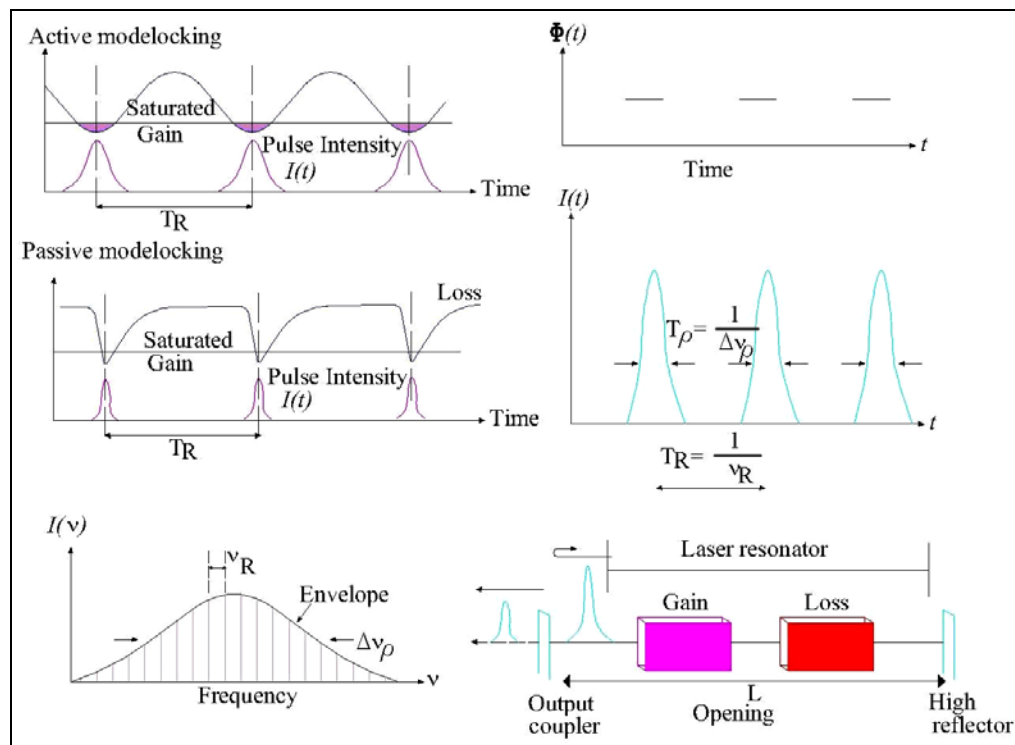 Active modelocking
Saturated
Gain
Pulse Intensity
I(t)
Time
TR
Passive modelocking
Loss
Saturated
Gain
Pulse Intensity
I(t)
Time
TR
I(ν)
νR
Envelope
Δνρ
ν
Frequency
Φ(t)
t
Time
I(t)
Tρ= 1/Δνρ
t
TR= 1/νR
Laser resonator
Gain
Loss
L
Output
coupler
Opening
High
reflector